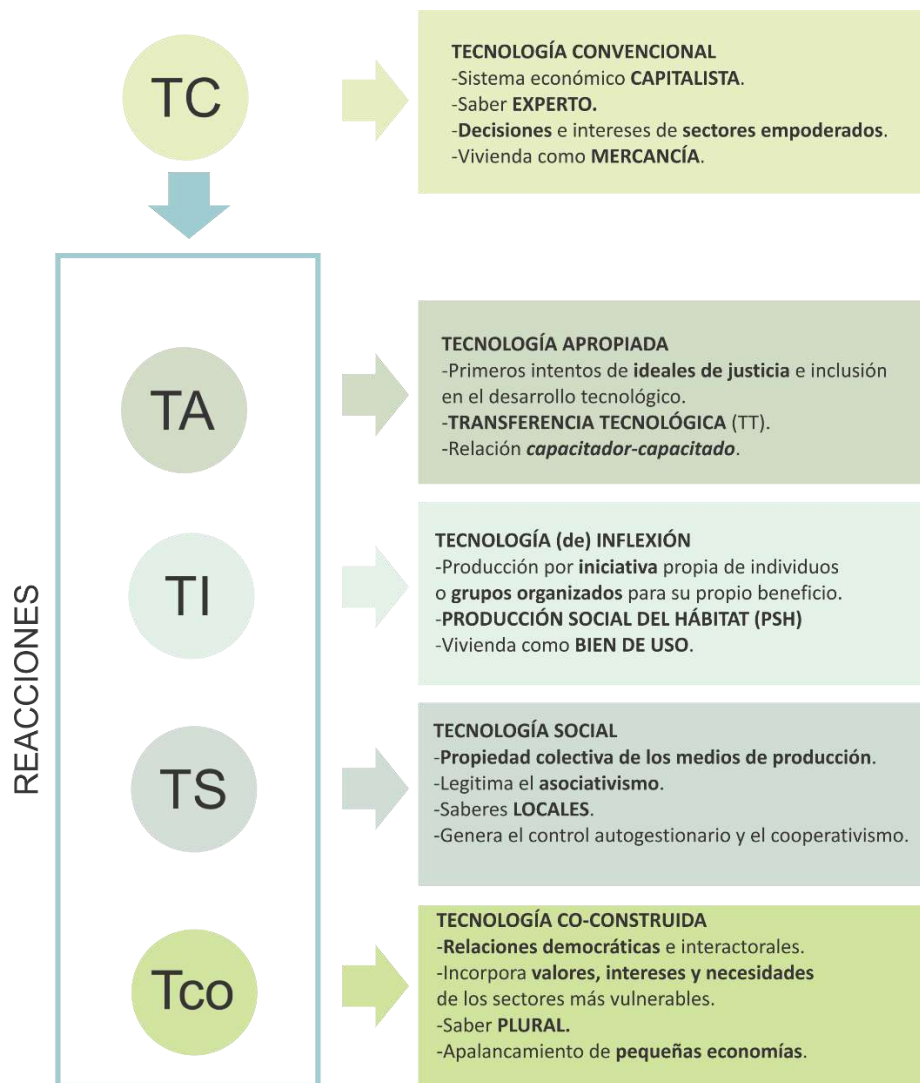 TC
TECNOLOGÍA CONVENCIONAL
-Sistema económico CAPITALISTA.
-Saber EXPERTO.
-Decisiones e intereses de sectores empoderados.
-Vivienda como MERCANCÍA.
REACCIONES
TA
TECNOLOGÍA APROPIADA
-Primeros intentos de ideales de justicia e inclusión
en el desarrollo tecnológico.
-TRANSFERENCIA TECNOLÓGICA (TT).
-Relación capacitador-capacitado.
TI
TECNOLOGÍA (de) INFLEXIÓN
-Producción por iniciativa propia de individuos
o grupos organizados para su propio beneficio.
-PRODUCCIÓN SOCIAL DEL HÁBITAT (PSH)
-Vivienda como BIEN DE USO.
TS
TECNOLOGÍA SOCIAL
-Propiedad colectiva de los medios de producción.
-Legitima el asociativismo.
-Saberes LOCALES.
-Genera el control autogestionario y el cooperativismo.
Tco
TECNOLOGÍA CO-CONSTRUIDA
-Relaciones democráticas e interactorales.
-Incorpora valores, intereses y necesidades
de los sectores más vulnerables.
-Saber PLURAL.
-Apalancamiento de pequeñas economías.